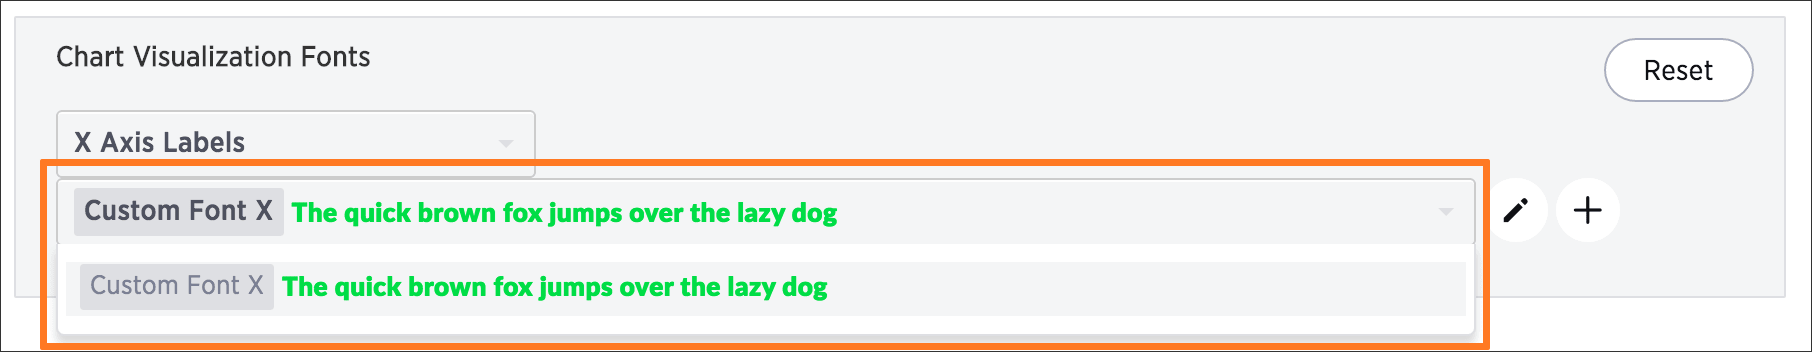 Chart Visualization Fonts
Reset
X Axis Labels
Custom Font X The quick brown fox jumps over the lazy dog
Custom Font X The quick brown fox jumps over the lazy dog